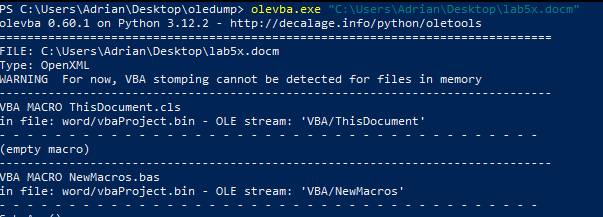 PS C:\Users\Adrian\Desktop\oledump> olevba.exe "C:\Users\Adrian\Desktop\lab5x.docm"
olevba 0.60.1 on Python 3.12.2 - http://decalage.info/python/oletools
===============================================================================
FILE: C:\Users\Adrian\Desktop\lab5x.docm
Type: OpenXML
WARNING  For now, VBA stomping cannot be detected for files in memory
-------------------------------------------------------------------------------
VBA MACRO ThisDocument.cls
in file: word/vbaProject.bin - OLE stream: 'VBA/ThisDocument'
- - - - - - - - - - - - - - - - - - - - - - - - - - - - - - - - - - - - - - -
(empty macro)
-------------------------------------------------------------------------------
VBA MACRO NewMacros.bas
in file: word/vbaProject.bin - OLE stream: 'VBA/NewMacros'
- - - - - - - - - - - - - - - - - - - - - - - - - - - - - - - - - - - - - - -